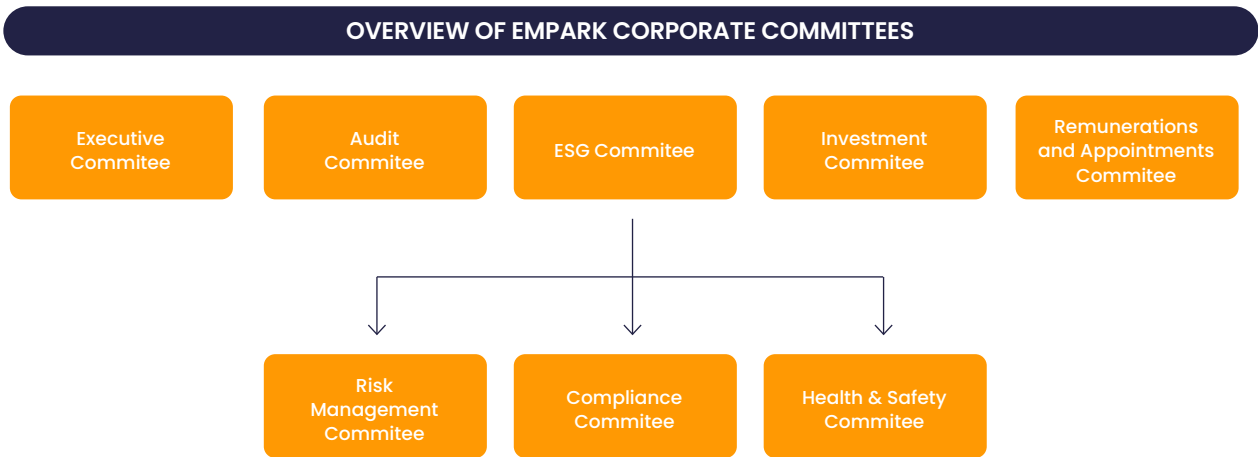 OVERVIEW OF EMPARK CORPORATE COMMITTEES
Executive
Commitee
Audit
Commitee
ESG Commitee
Investment
Commitee
Remunerations
and Appointments
Commitee
Risk
Management
Commitee
Compliance
Commitee
Health & Safety
Commitee